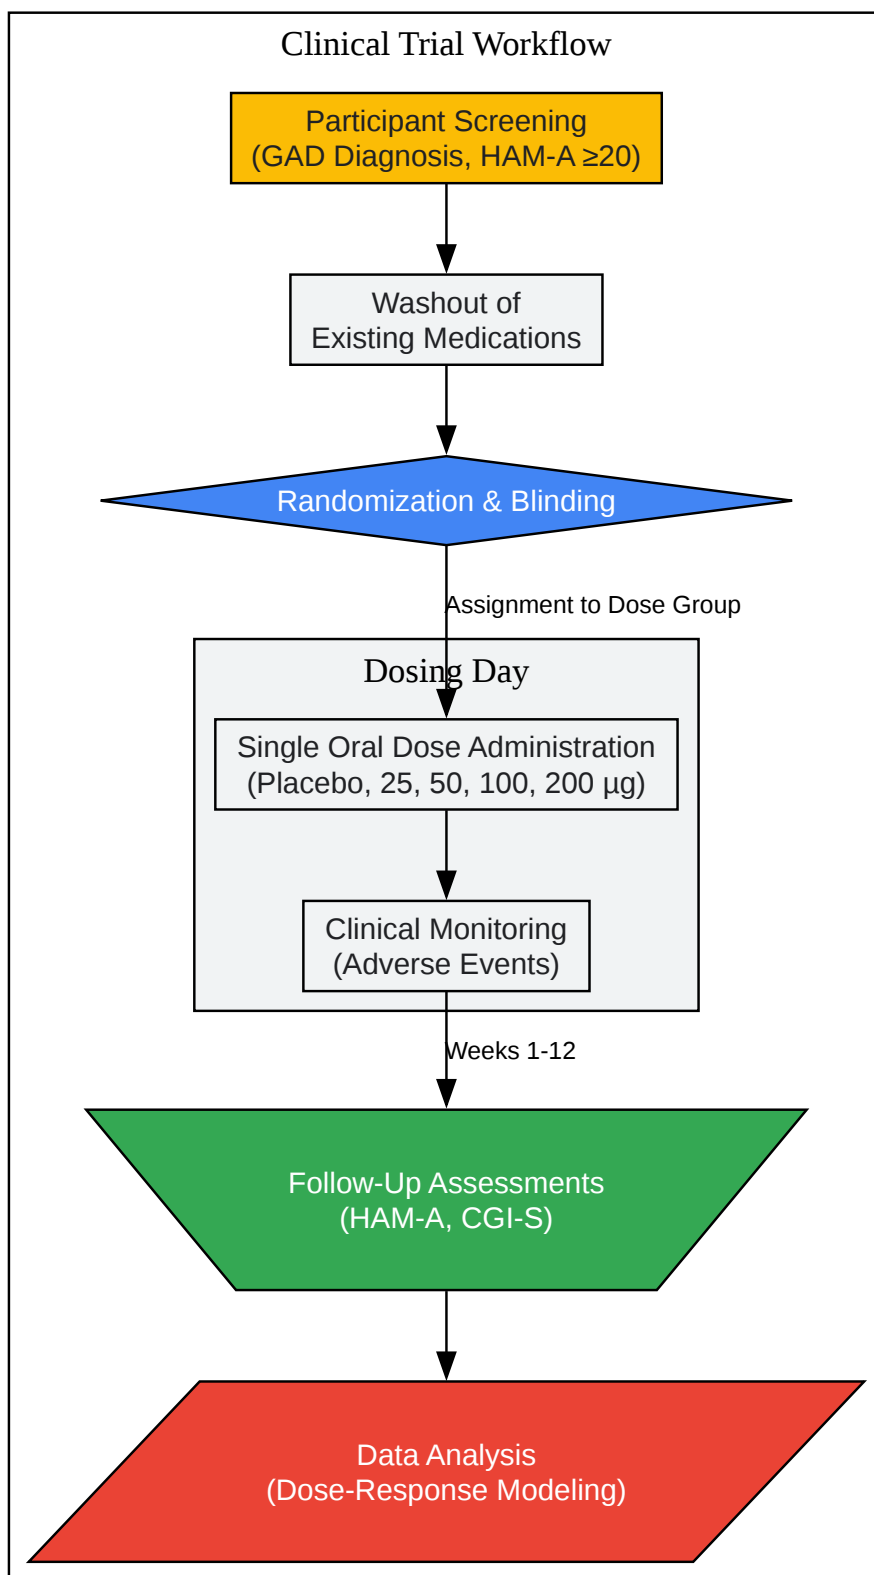 Clinical Trial Workflow
Participant Screening
(GAD Diagnosis, HAM-A ≥20)
Washout of
Existing Medications
Randomization & Blinding
Assignment to Dose Group
Dosing Day
Single Oral Dose Administration
(Placebo, 25, 50, 100, 200 µg)
Clinical Monitoring
(Adverse Events)
Weeks 1-12
Follow-Up Assessments
(HAM-A, CGI-S)
Data Analysis
(Dose-Response Modeling)